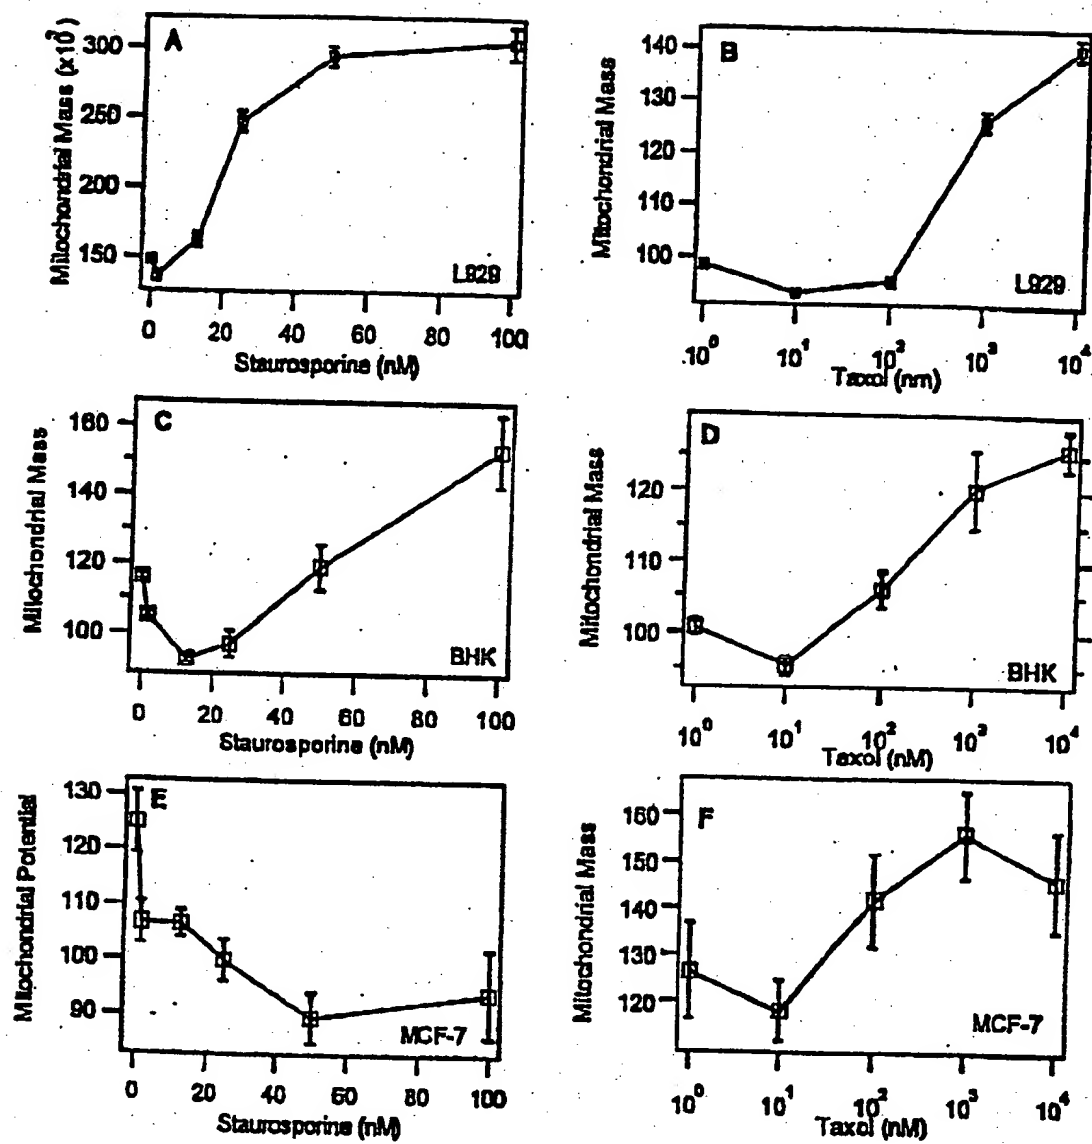 A
Mitochondrial Mass (x10³)
300
250
200
150
L929
0 20 40 60 80 100
Staurosporine (nM)
B
Mitochondrial Mass
140
130
120
110
100
L929
10⁰ 10¹ 10² 10³ 10⁴
Taxol (nm)
C
Mitochondrial Mass
160
140
120
100
BHK
0 20 40 60 80 100
Staurosporine (nM)
D
Mitochondrial Mass
120
110
100
BHK
10⁰ 10¹ 10² 10³ 10⁴
Taxol (nM)
E
Mitochondrial Potential
130
120
110
100
90
MCF-7
0 20 40 60 80 100
Staurosporine (nM)
F
Mitochondrial Mass
160
150
140
130
120
MCF-7
10⁰ 10¹ 10² 10³ 10⁴
Taxol (nM)